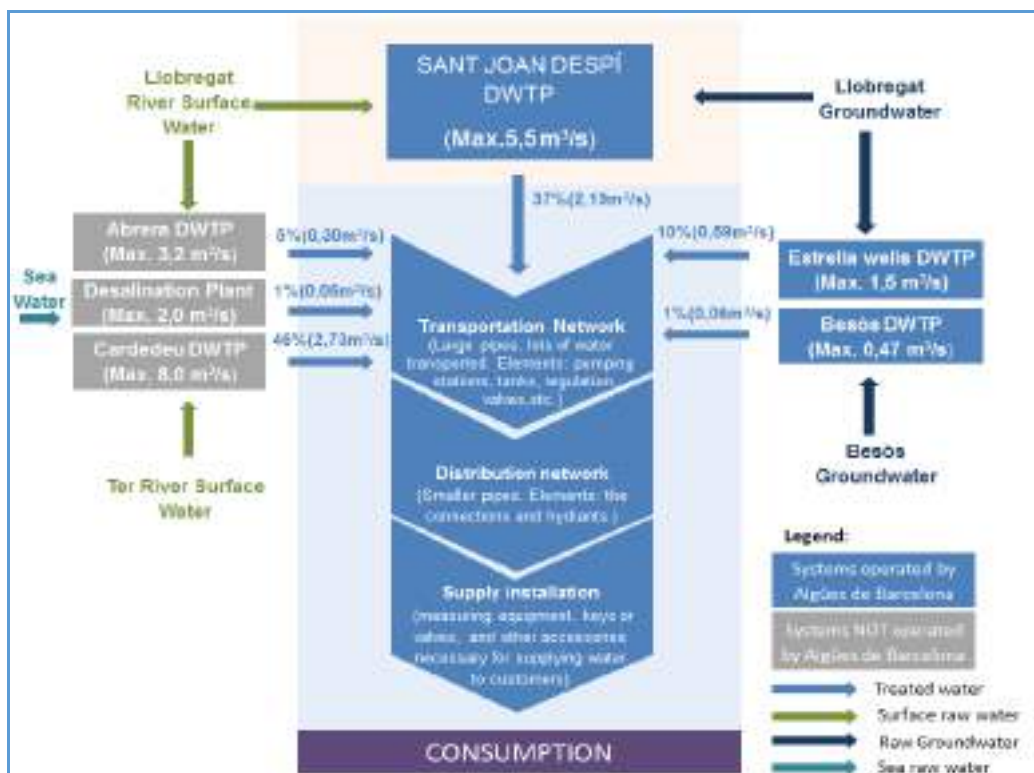 SANT JOAN DESPÍ
DWTP
(Max.5,5m³/s)
Llobregat
River Surface
Water
Llobregat
Groundwater
37%(2,19m³/s)
Abrera DWTP
(Max. 3,2 m³/s)
5%(0,30m³/s)
10%(0,59m³/s)
Estrella wells DWTP
(Max. 1,5 m³/s)
Sea
Water
Desalination Plant
(Max. 2,0 m³/s)
1%(0,06m³/s)
1%(0,06m³/s)
Besòs DWTP
(Max. 0,47 m³/s)
Cardedeu DWTP
(Max. 8,0 m³/s)
46%(2,73m³/s)
Transportation Network
(Large pipes, lots of water
transported. Elements: pumping
stations, tanks, regulation
valves,etc.)
Ter River Surface
Water
Besòs
Groundwater
Distribution network
(Smaller pipes. Elements: the
connections and hydrants.)
Supply installation
(measuring equipment, keys or
valves, and other accessories
necessary for supplying water
to customers)
Legend:
Systems operated by
Aigües de Barcelona
Systems NOT operated
by Aigües de Barcelona
Treated water
Surface raw water
Raw Groundwater
Sea raw water
CONSUMPTION